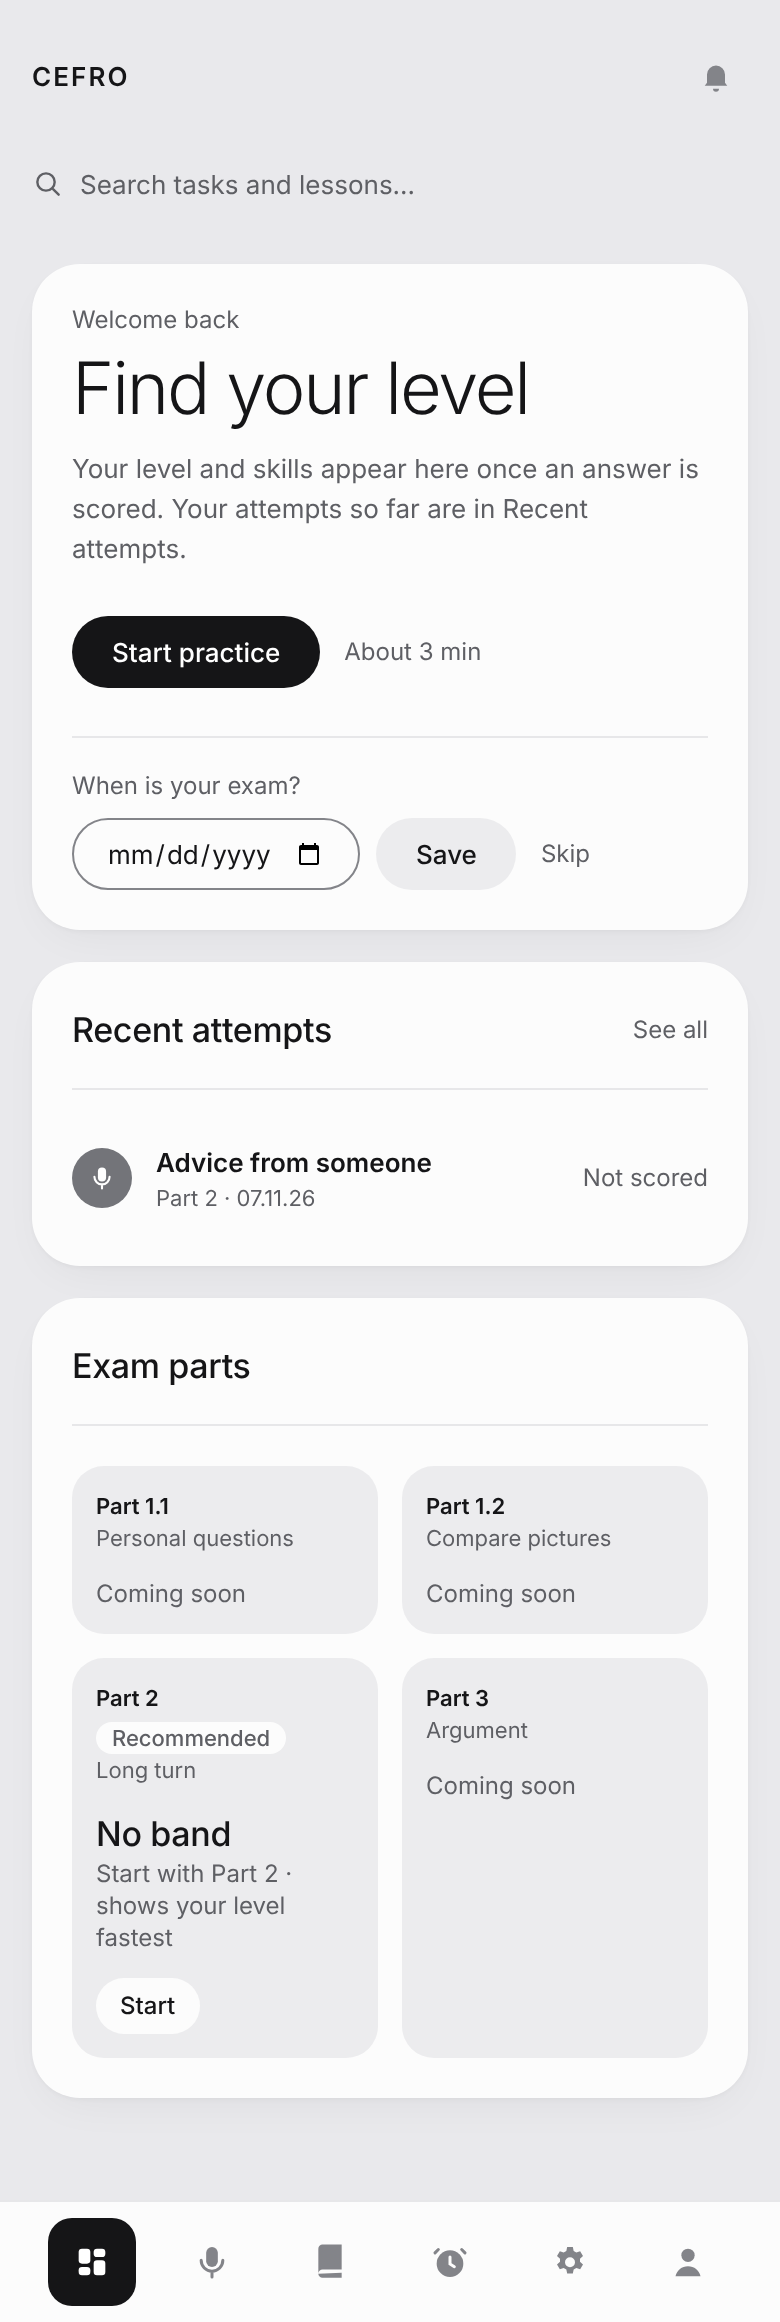 CEFRO
Search tasks and lessons...
Welcome back
Find your level
Your level and skills appear here once an answer is
scored. Your attempts so far are in Recent
attempts.
Start practice
About 3 min
When is your exam?
mm/dd/yyyy
Save
Skip
Recent attempts
See all
Advice from someone
Part 2 · 07.11.26
Not scored
Exam parts
Part 1.1
Personal questions
Coming soon
Part 1.2
Compare pictures
Coming soon
Part 2
Recommended
Long turn
No band
Start with Part 2 ·
shows your level
fastest
Start
Part 3
Argument
Coming soon